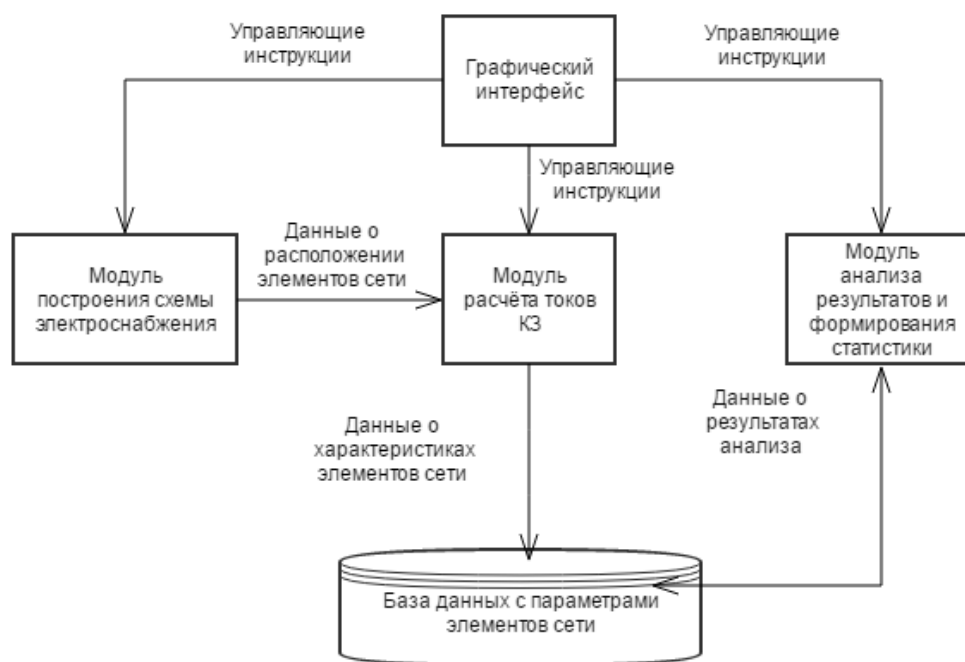 Управляющие
инструкции
Графический
интерфейс
Управляющие
инструкции
Управляющие
инструкции
Модуль
построения схемы
электроснабжения
Данные о
расположении
элементов сети
Модуль
расчёта токов
КЗ
Модуль
анализа
результатов и
формирования
статистики
Данные о
характеристиках
элементов сети
Данные о
результатах
анализа
База данных с параметрами
элементов сети